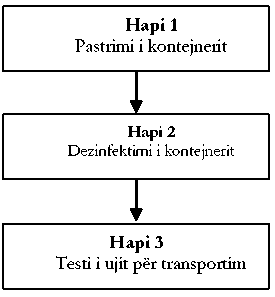 Hapi 1
Pastrimi i kontejnerit
Hapi 2
Dezinfektimi i kontejnerit
Hapi 3
Testi i ujit për transportim